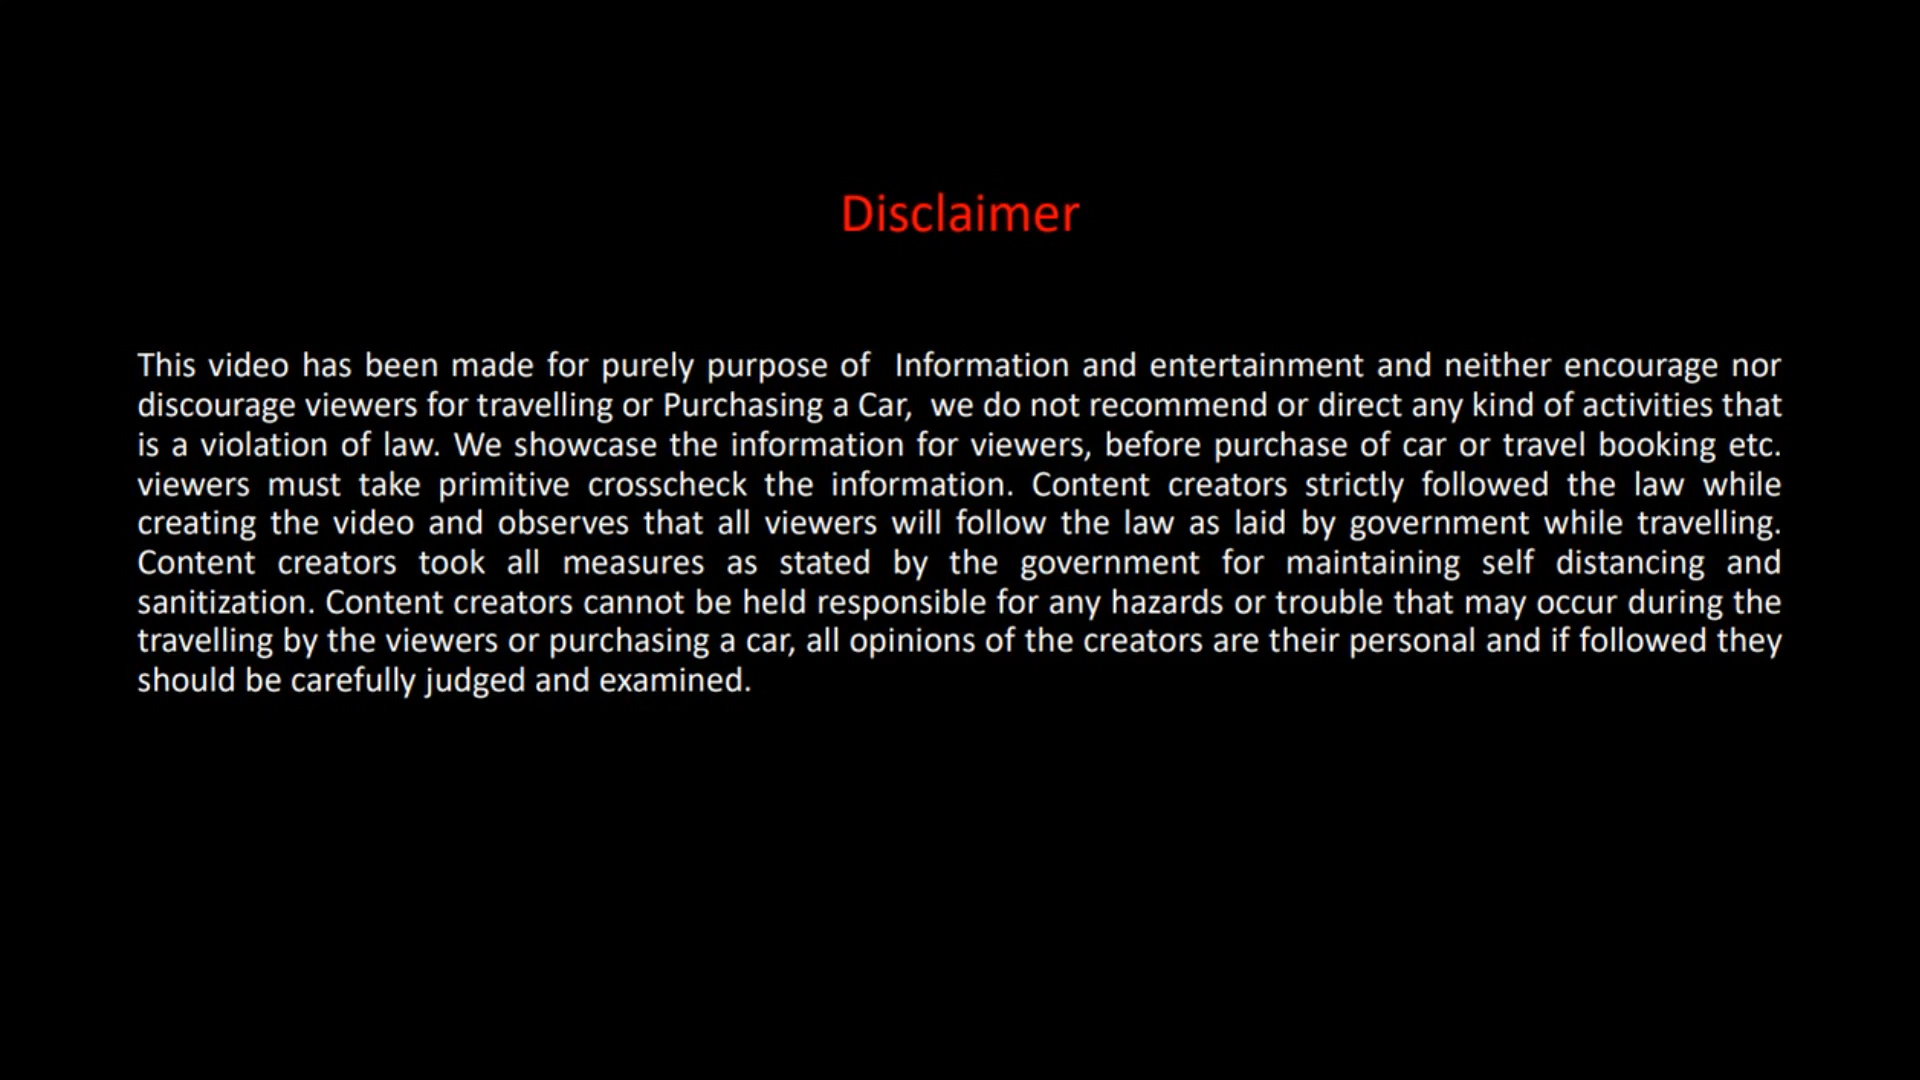 Disclaimer
This video has been made for purely purpose of  Information and entertainment and neither encourage nor
discourage viewers for travelling or Purchasing a Car,  we do not recommend or direct any kind of activities that
is a violation of law. We showcase the information for viewers, before purchase of car or travel booking etc.
viewers must take primitive crosscheck the information. Content creators strictly followed the law while
creating the video and observes that all viewers will follow the law as laid by government while travelling.
Content creators took all measures as stated by the government for maintaining self distancing and
sanitization. Content creators cannot be held responsible for any hazards or trouble that may occur during the
travelling by the viewers or purchasing a car, all opinions of the creators are their personal and if followed they
should be carefully judged and examined.